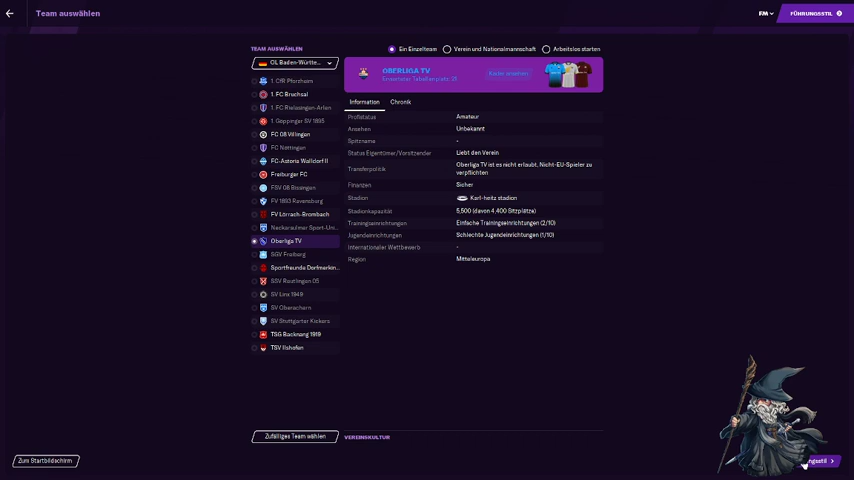 Team auswählen
FM
FÜHRUNGSSTIL
TEAM AUSWÄHLEN
Ein Einzelteam
Verein und Nationalmannschaft
Arbeitslos starten
OL Baden-Württe...
OBERLIGA TV
Erwarteter Tabellenplatz: 21
Kader ansehen
1. CfR Pforzheim
1. FC Bruchsal
1. FC Rielasingen-Arlen
1. Göppinger SV 1895
FC 08 Villingen
FC Nöttingen
FC-Astoria Walldorf II
Freiburger FC
FSV 08 Bissingen
FV 1893 Ravensburg
FV Lörrach-Brombach
Neckarsulmer Sport-Uni...
Oberliga TV
SGV Freiberg
Sportfreunde Dorfmerkin...
SSV Reutlingen 05
SV Linx 1949
SV Oberachern
SV Stuttgarter Kickers
TSG Backnang 1919
TSV Ilshofen
Information
Chronik
Profistatus
Amateur
Ansehen
Unbekannt
Spitzname
-
Status Eigentümer/Vorsitzender
Liebt den Verein
Transferpolitik
Oberliga TV ist es nicht erlaubt, Nicht-EU-Spieler zu
verpflichten
Finanzen
Sicher
Stadion
Karl-heitz stadion
Stadionkapazität
5,500 (davon 4,400 Sitzplätze)
Trainingseinrichtungen
Einfache Trainingseinrichtungen (2/10)
Jugendeinrichtungen
Schlechte Jugendeinrichtungen (1/10)
Internationaler Wettbewerb
-
Region
Mitteleuropa
Zufälliges Team wählen
VEREINSKULTUR
Zum Startbildschirm
ngsstil